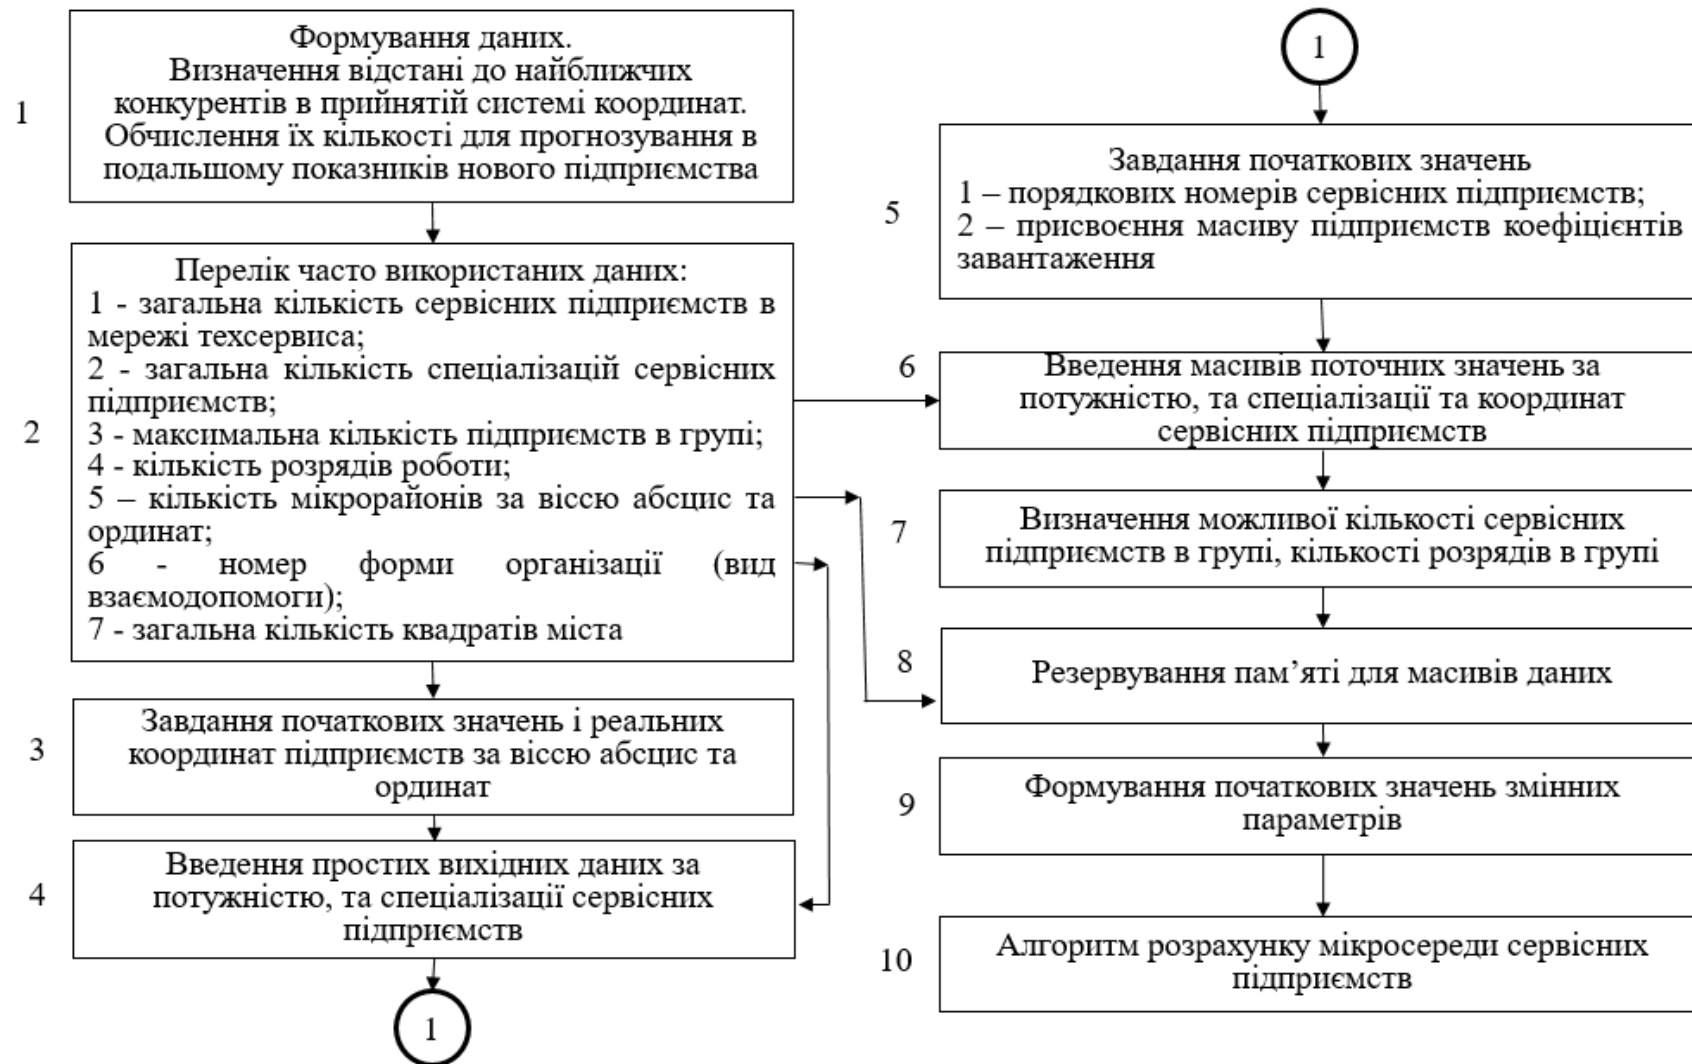 1
Формування даних.
Визначення відстані до найближчих
конкурентів в прийнятій системі координат.
Обчислення їх кількості для прогнозування в
подальшому показників нового підприємства
2
Перелік часто використаних даних:
1 - загальна кількість сервісних підприємств в
мережі техсервиса;
2 - загальна кількість спеціалізацій сервісних
підприємств;
3 - максимальна кількість підприємств в групі;
4 - кількість розрядів роботи;
5 – кількість мікрорайонів за віссю абсцис та
ординат;
6 - номер форми організації (вид
взаємодопомоги);
7 - загальна кількість квадратів міста
3
Завдання початкових значень і реальних
координат підприємств за віссю абсцис та
ординат
4
Введення простих вихідних даних за
потужністю, та спеціалізації сервісних
підприємств
1
1
5
Завдання початкових значень
1 – порядкових номерів сервісних підприємств;
2 – присвоєння масиву підприємств коефіцієнтів
завантаження
6
Введення масивів поточних значень за
потужністю, та спеціалізації та координат
сервісних підприємств
7
Визначення можливої кількості сервісних
підприємств в групі, кількості розрядів в групі
8
Резервування пам’яті для масивів даних
9
Формування початкових значень змінних
параметрів
10
Алгоритм розрахунку мікросереди сервісних
підприємств